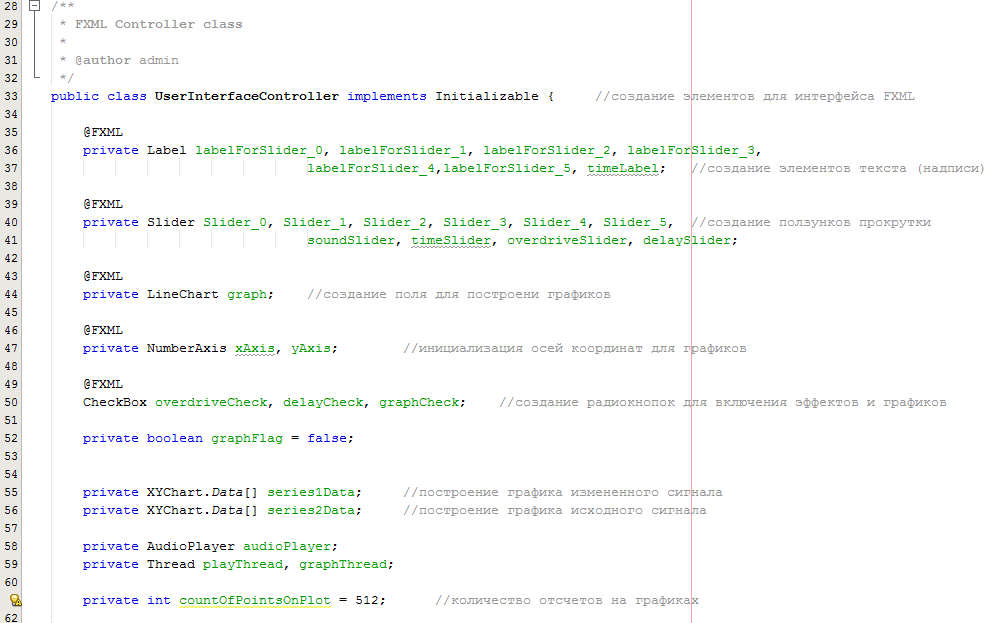 28 /**
29 * FXML Controller class
30 *
31 * @author admin
32 */
33 public class UserInterfaceController implements Initializable { //создание элементов для интерфейса FXML
34
35 @FXML
36 private Label labelForSlider_0, labelForSlider_1, labelForSlider_2, labelForSlider_3,
37 labelForSlider_4,labelForSlider_5, timeLabel; //создание элементов текста (надписи)
38
39 @FXML
40 private Slider Slider_0, Slider_1, Slider_2, Slider_3, Slider_4, Slider_5, //создание ползунков прокрутки
41 soundSlider, timeSlider, overdriveSlider, delaySlider;
42
43 @FXML
44 private LineChart graph; //создание поля для построени графиков
45
46 @FXML
47 private NumberAxis xAxis, yAxis; //инициализация осей координат для графиков
48
49 @FXML
50 CheckBox overdriveCheck, delayCheck, graphCheck; //создание радиокнопок для включения эффектов и графиков
51
52 private boolean graphFlag = false;
53
54
55 private XYChart.Data[] series1Data; //построение графика измененного сигнала
56 private XYChart.Data[] series2Data; //построение графика исходного сигнала
57
58 private AudioPlayer audioPlayer;
59 private Thread playThread, graphThread;
60
private int countOfPointsOnPlot = 512; //количество отсчетов на графиках
62